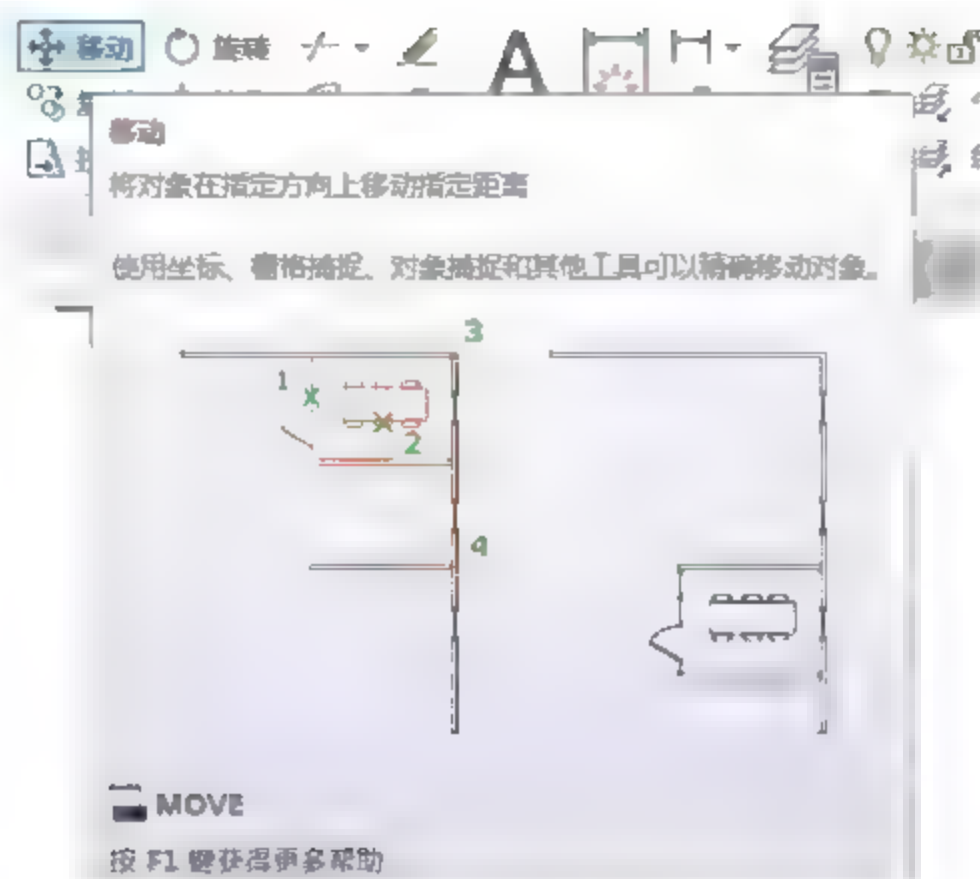 移动 旋转
A
移动
将对象在指定方向上移动指定距离
使用坐标、栅格捕捉、对象捕捉和其他工具可以精确移动对象。
3
1
2
4
MOVE
按 F1 键获得更多帮助